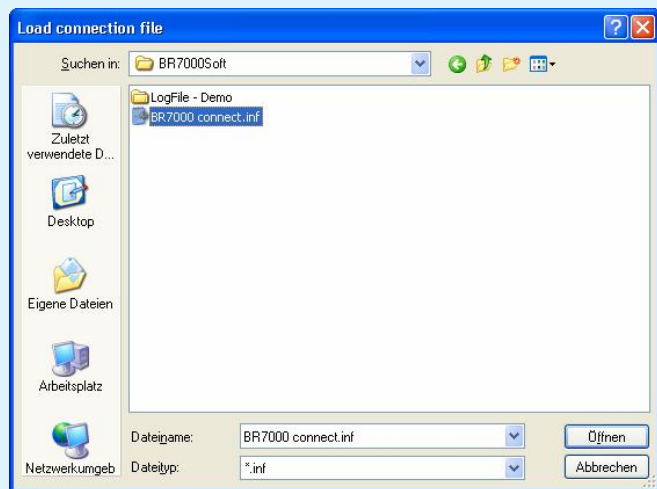 Load connection file
Suchen in:
BR7000Soft
LogFile - Demo
BR7000 connect.inf
Zuletzt
verwendete D...
Desktop
Eigene Dateien
Arbeitsplatz
Netzwerkumgeb
Dateiname:
BR7000 connect.inf
Öffnen
Dateityp:
*.inf
Abbrechen